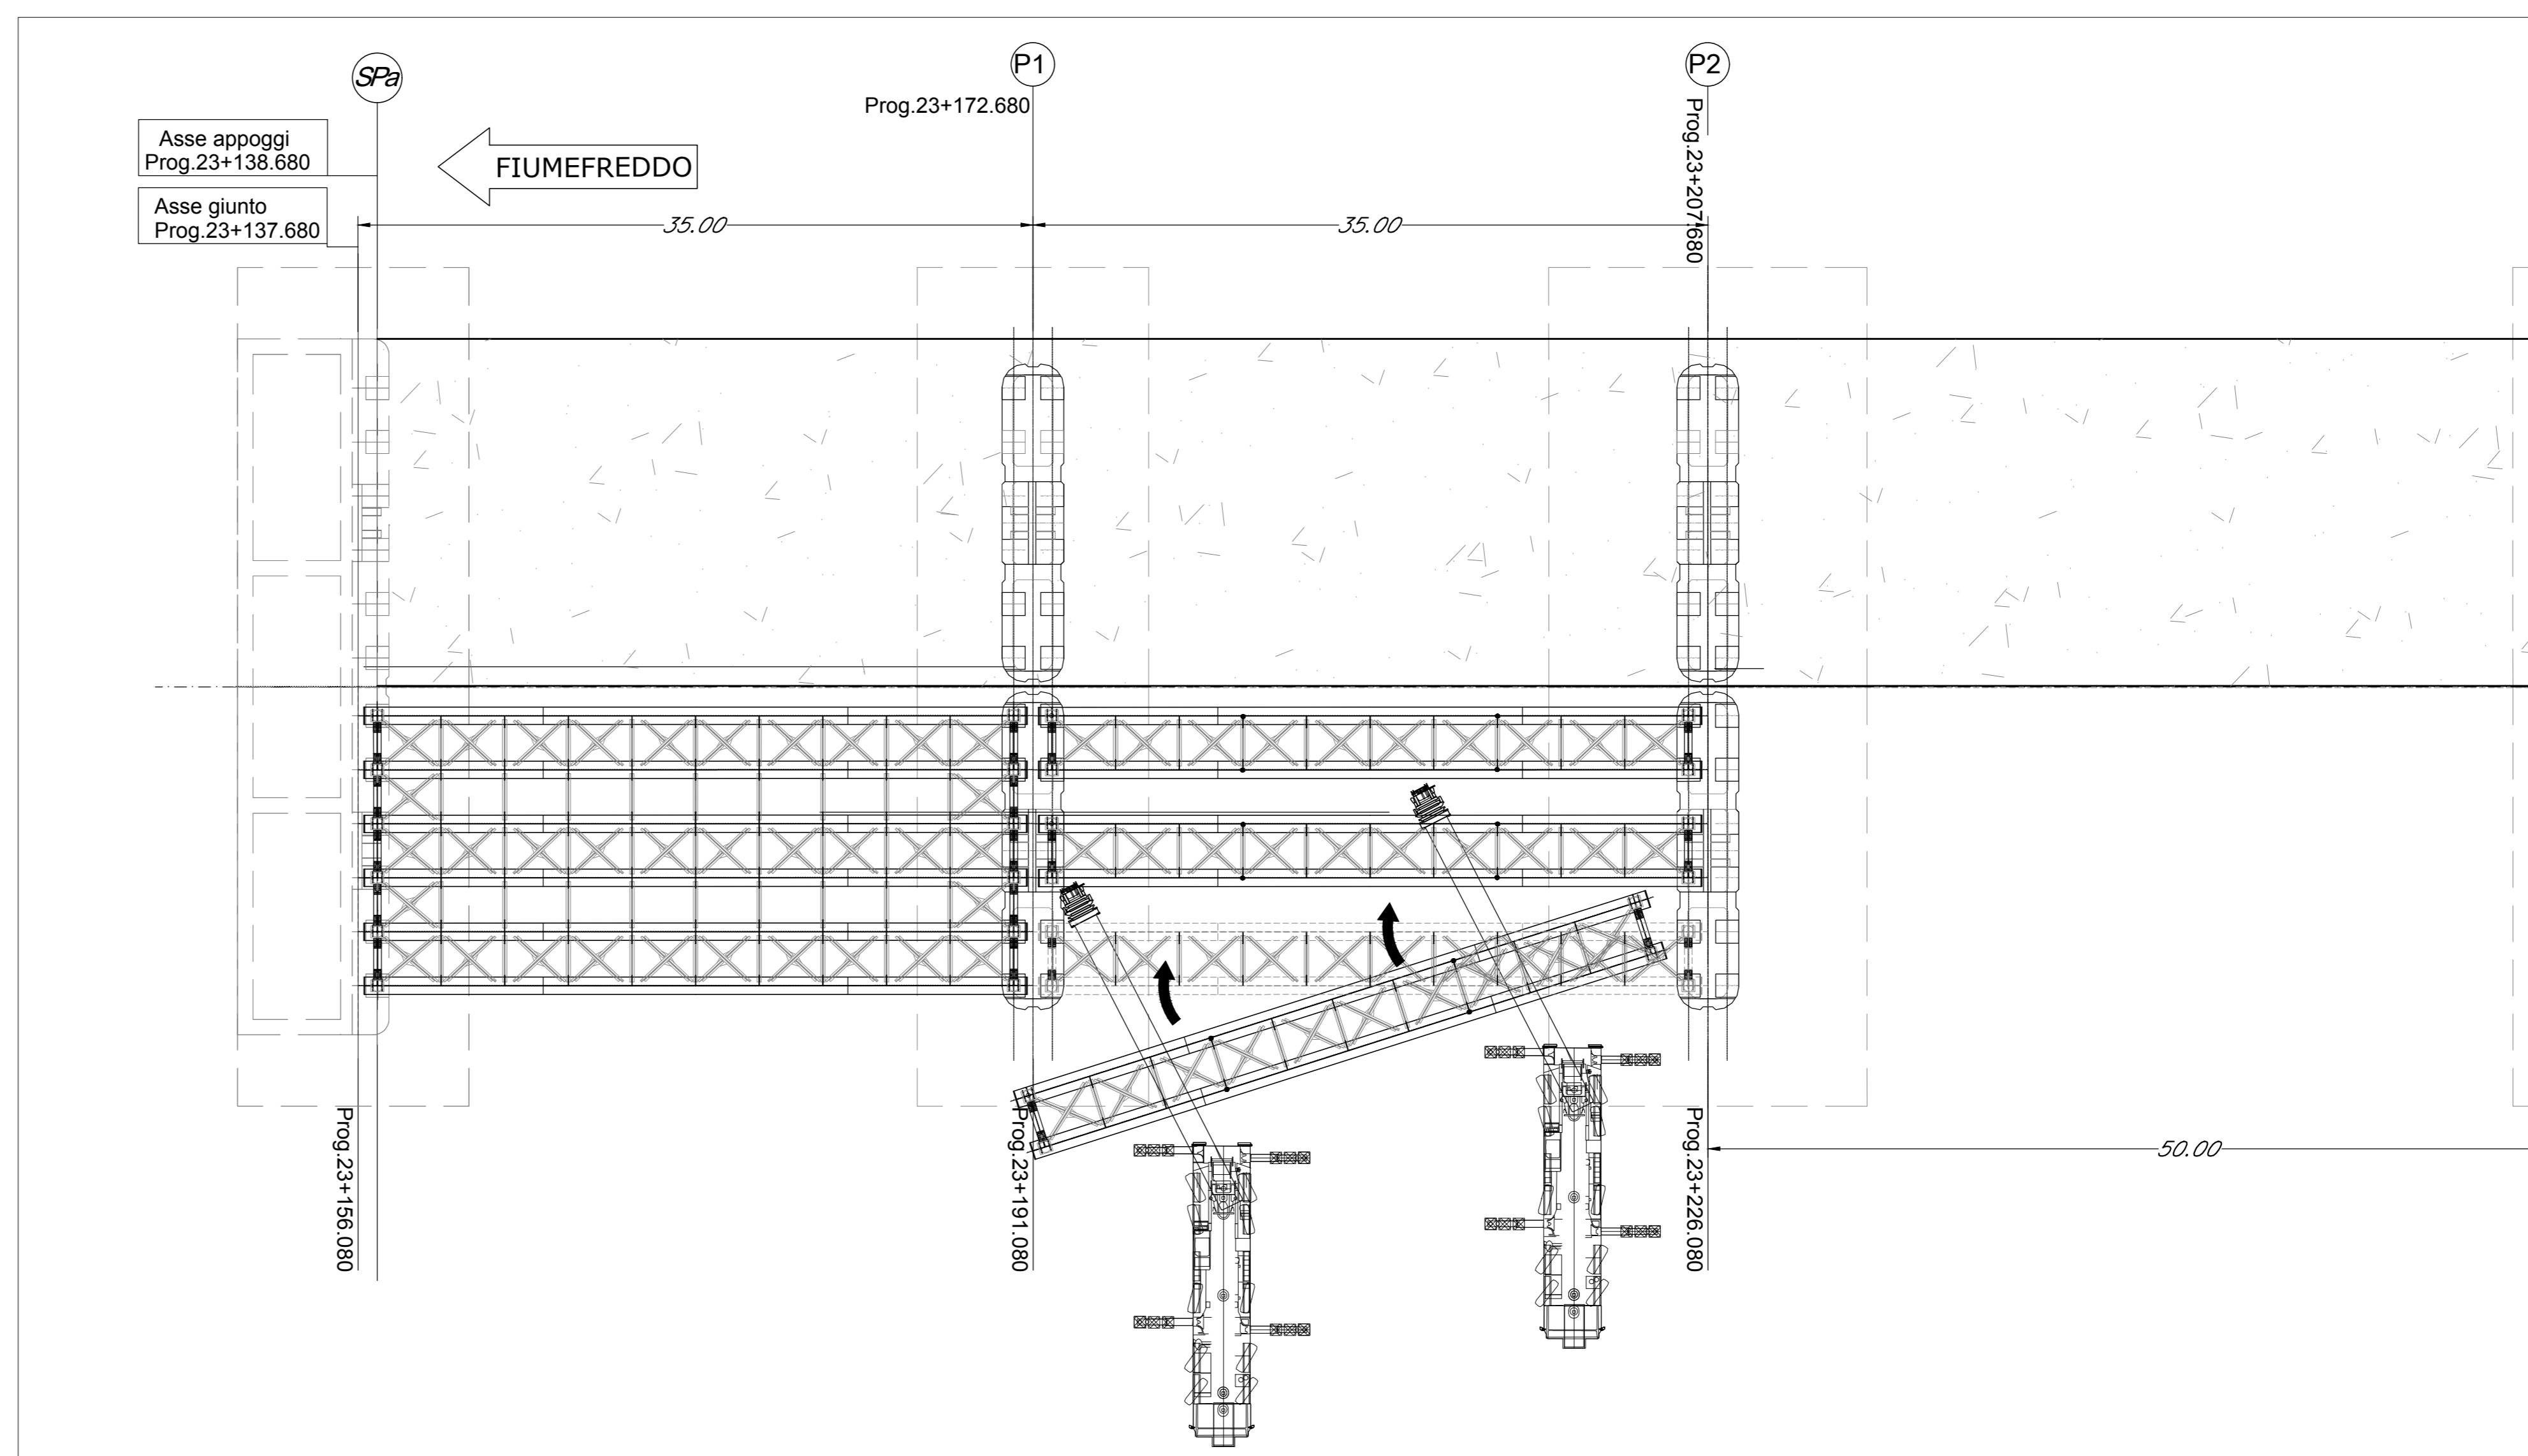 SPa
P1
P2
Prog.23+172.680
Prog.23+207.680
Asse appoggi
Prog.23+138.680
FIUMEFREDDO
Asse giunto
Prog.23+137.680
35.00
35.00
Prog.23+156.080
Prog.23+191.080
Prog.23+226.080
50.00